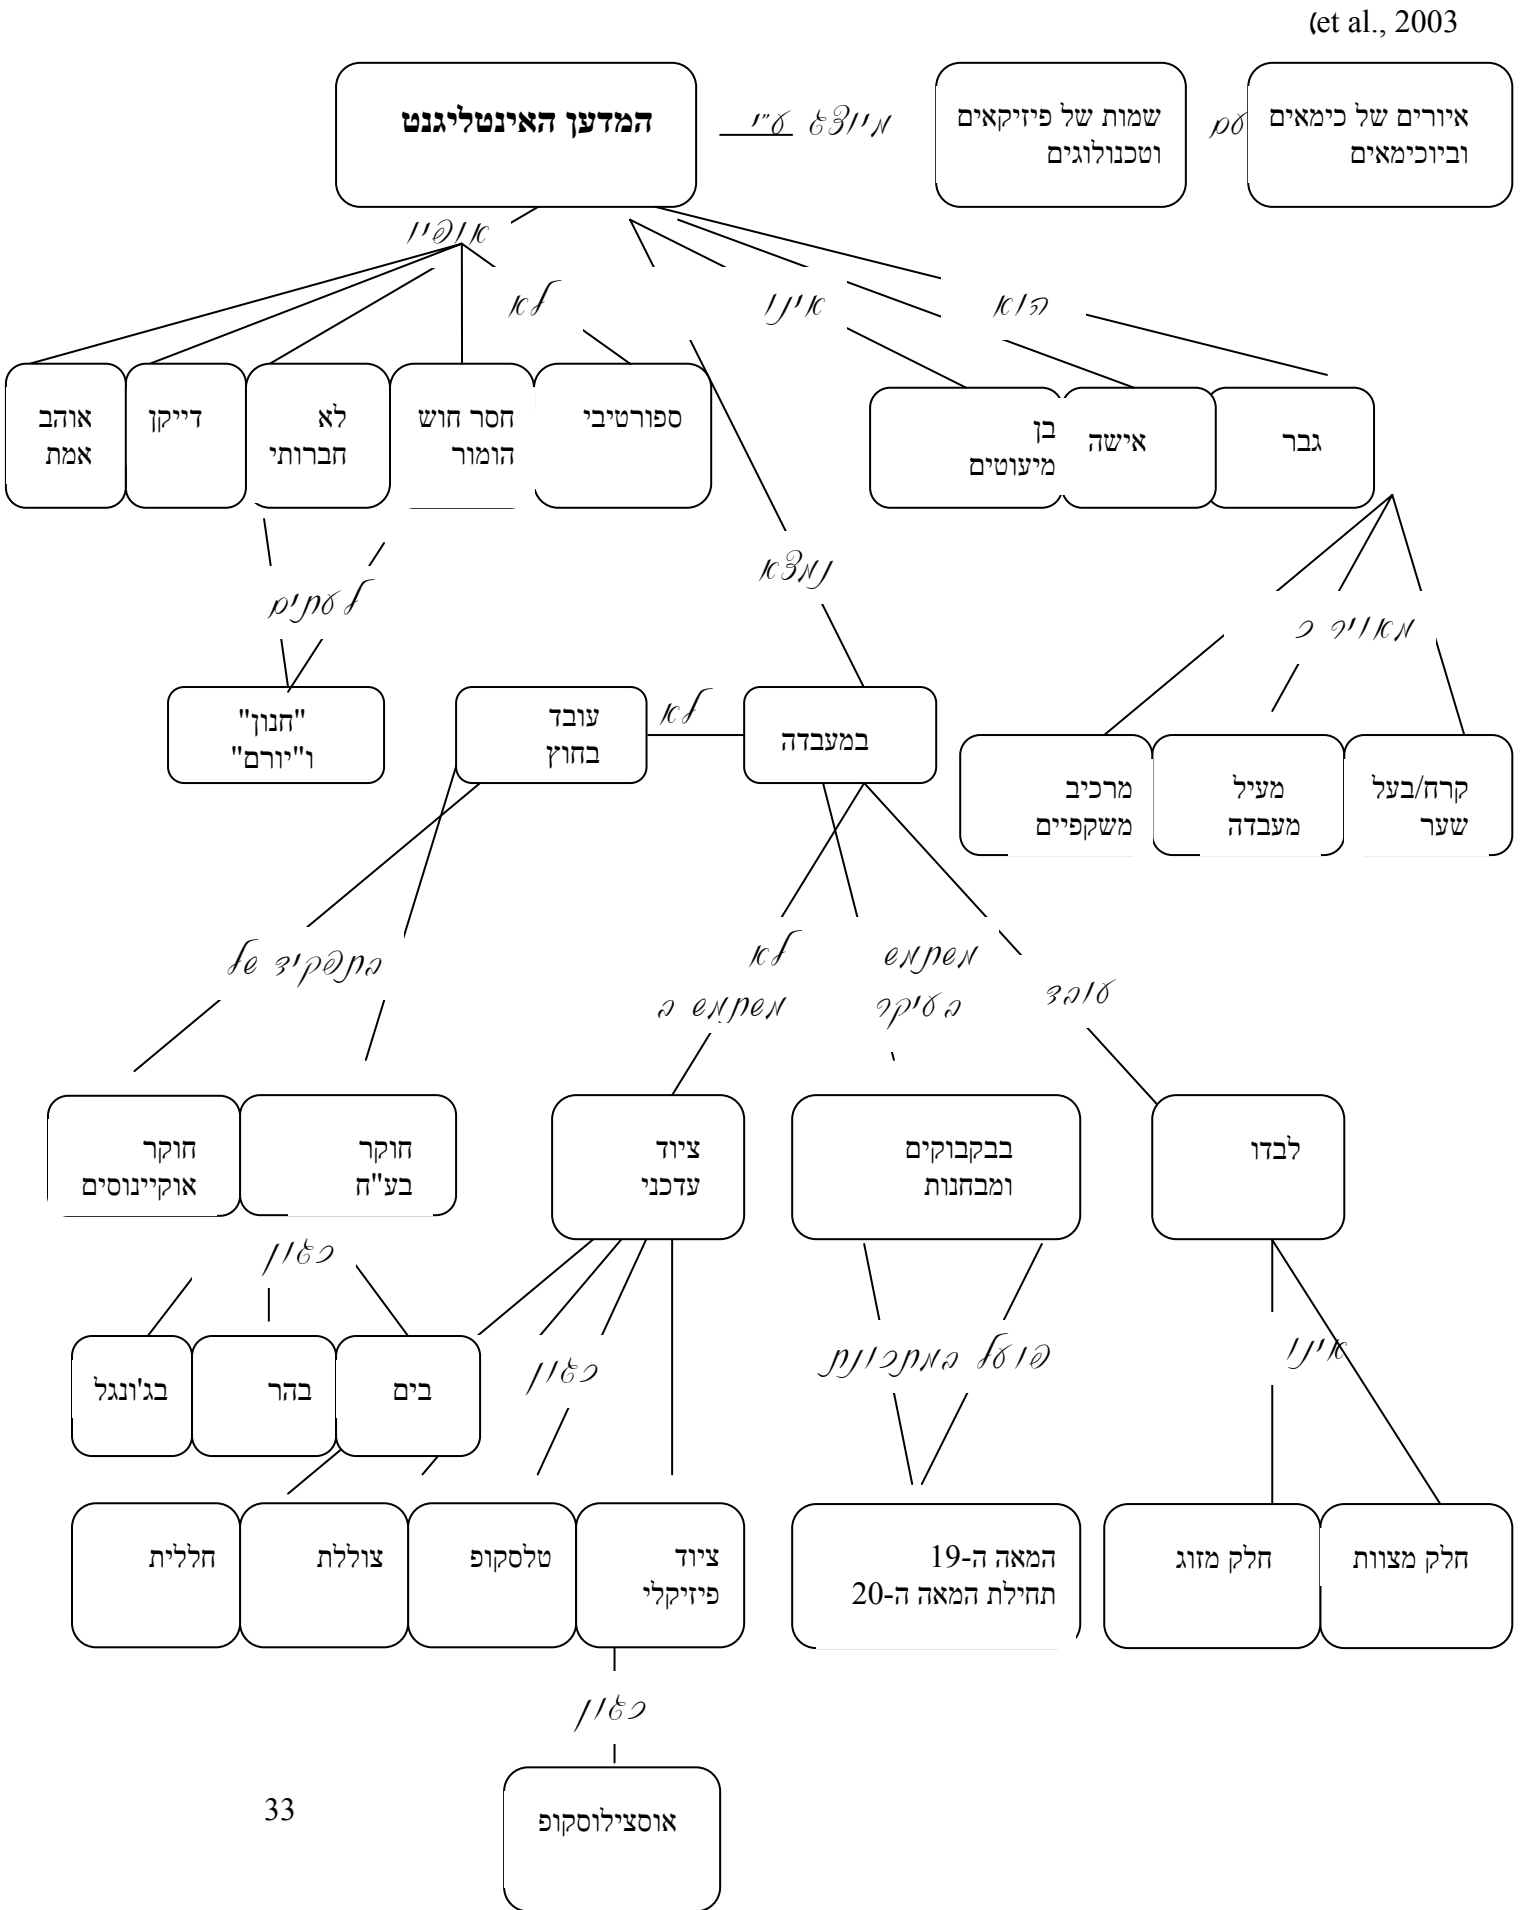 (et al., 2003
איורים של כימאים
וביוכימאים
עם
שמות של פיזיקאים
וטכנולוגים
מיוצג ע"י
המדען האינטליגנט
אופיו
הוא
אינו
לא
גבר
אישה
בן
מיעוטים
ספורטיבי
חסר חוש
הומור
לא
חברותי
דייקן
אוהב
אמת
נמצא
לעתים
מאויר כ
קרח/בעל
שער
מעיל
מעבדה
מרכיב
משקפיים
במעבדה
לא
עובד
בחוץ
"חנון"
ו"יורם"
עובד
משתמש
בעיקר
לא
משתמש ב
בתפקיד של
לבדו
בבקבוקים
ומבחנות
ציוד
עדכני
חוקר
בע"ח
חוקר
אוקיינוסים
כגון
אינו
פועל במתכונת
כגון
בים
בהר
בג'ונגל
חלק מצוות
חלק מזוג
המאה ה-19
תחילת המאה ה-20
ציוד
פיזיקלי
טלסקופ
צוללת
חללית
כגון
אוסצילוסקופ
33